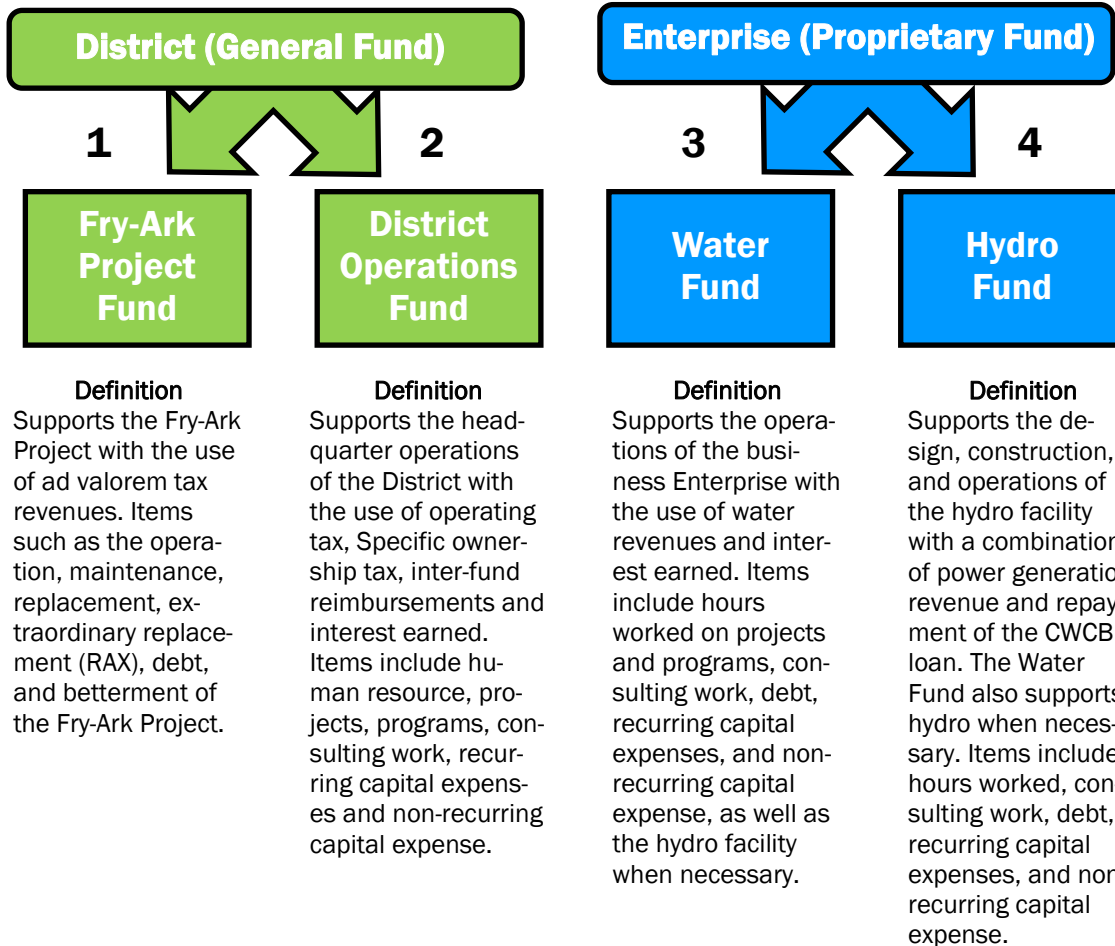 District (General Fund)
Enterprise (Proprietary Fund)
1
2
3
4
Fry-Ark
Project
Fund
District
Operations
Fund
Water
Fund
Hydro
Fund
Definition
Supports the Fry-Ark
Project with the use
of ad valorem tax
revenues. Items
such as the opera-
tion, maintenance,
replacement, ex-
traordinary replace-
ment (RAX), debt,
and betterment of
the Fry-Ark Project.
Definition
Supports the head-
quarter operations
of the District with
the use of operating
tax, Specific owner-
ship tax, inter-fund
reimbursements and
interest earned.
Items include hu-
man resource, pro-
jects, programs, con-
sulting work, recur-
ring capital expens-
es and non-recurring
capital expense.
Definition
Supports the opera-
tions of the busi-
ness Enterprise with
the use of water
revenues and inter-
est earned. Items
include hours
worked on projects
and programs, con-
sulting work, debt,
recurring capital
expenses, and non-
recurring capital
expense, as well as
the hydro facility
when necessary.
Definition
Supports the de-
sign, construction,
and operations of
the hydro facility
with a combination
of power generatio
revenue and repay
ment of the CWCB
loan. The Water
Fund also supports
hydro when neces-
sary. Items include
hours worked, con
sulting work, debt,
recurring capital
expenses, and non
recurring capital
expense.